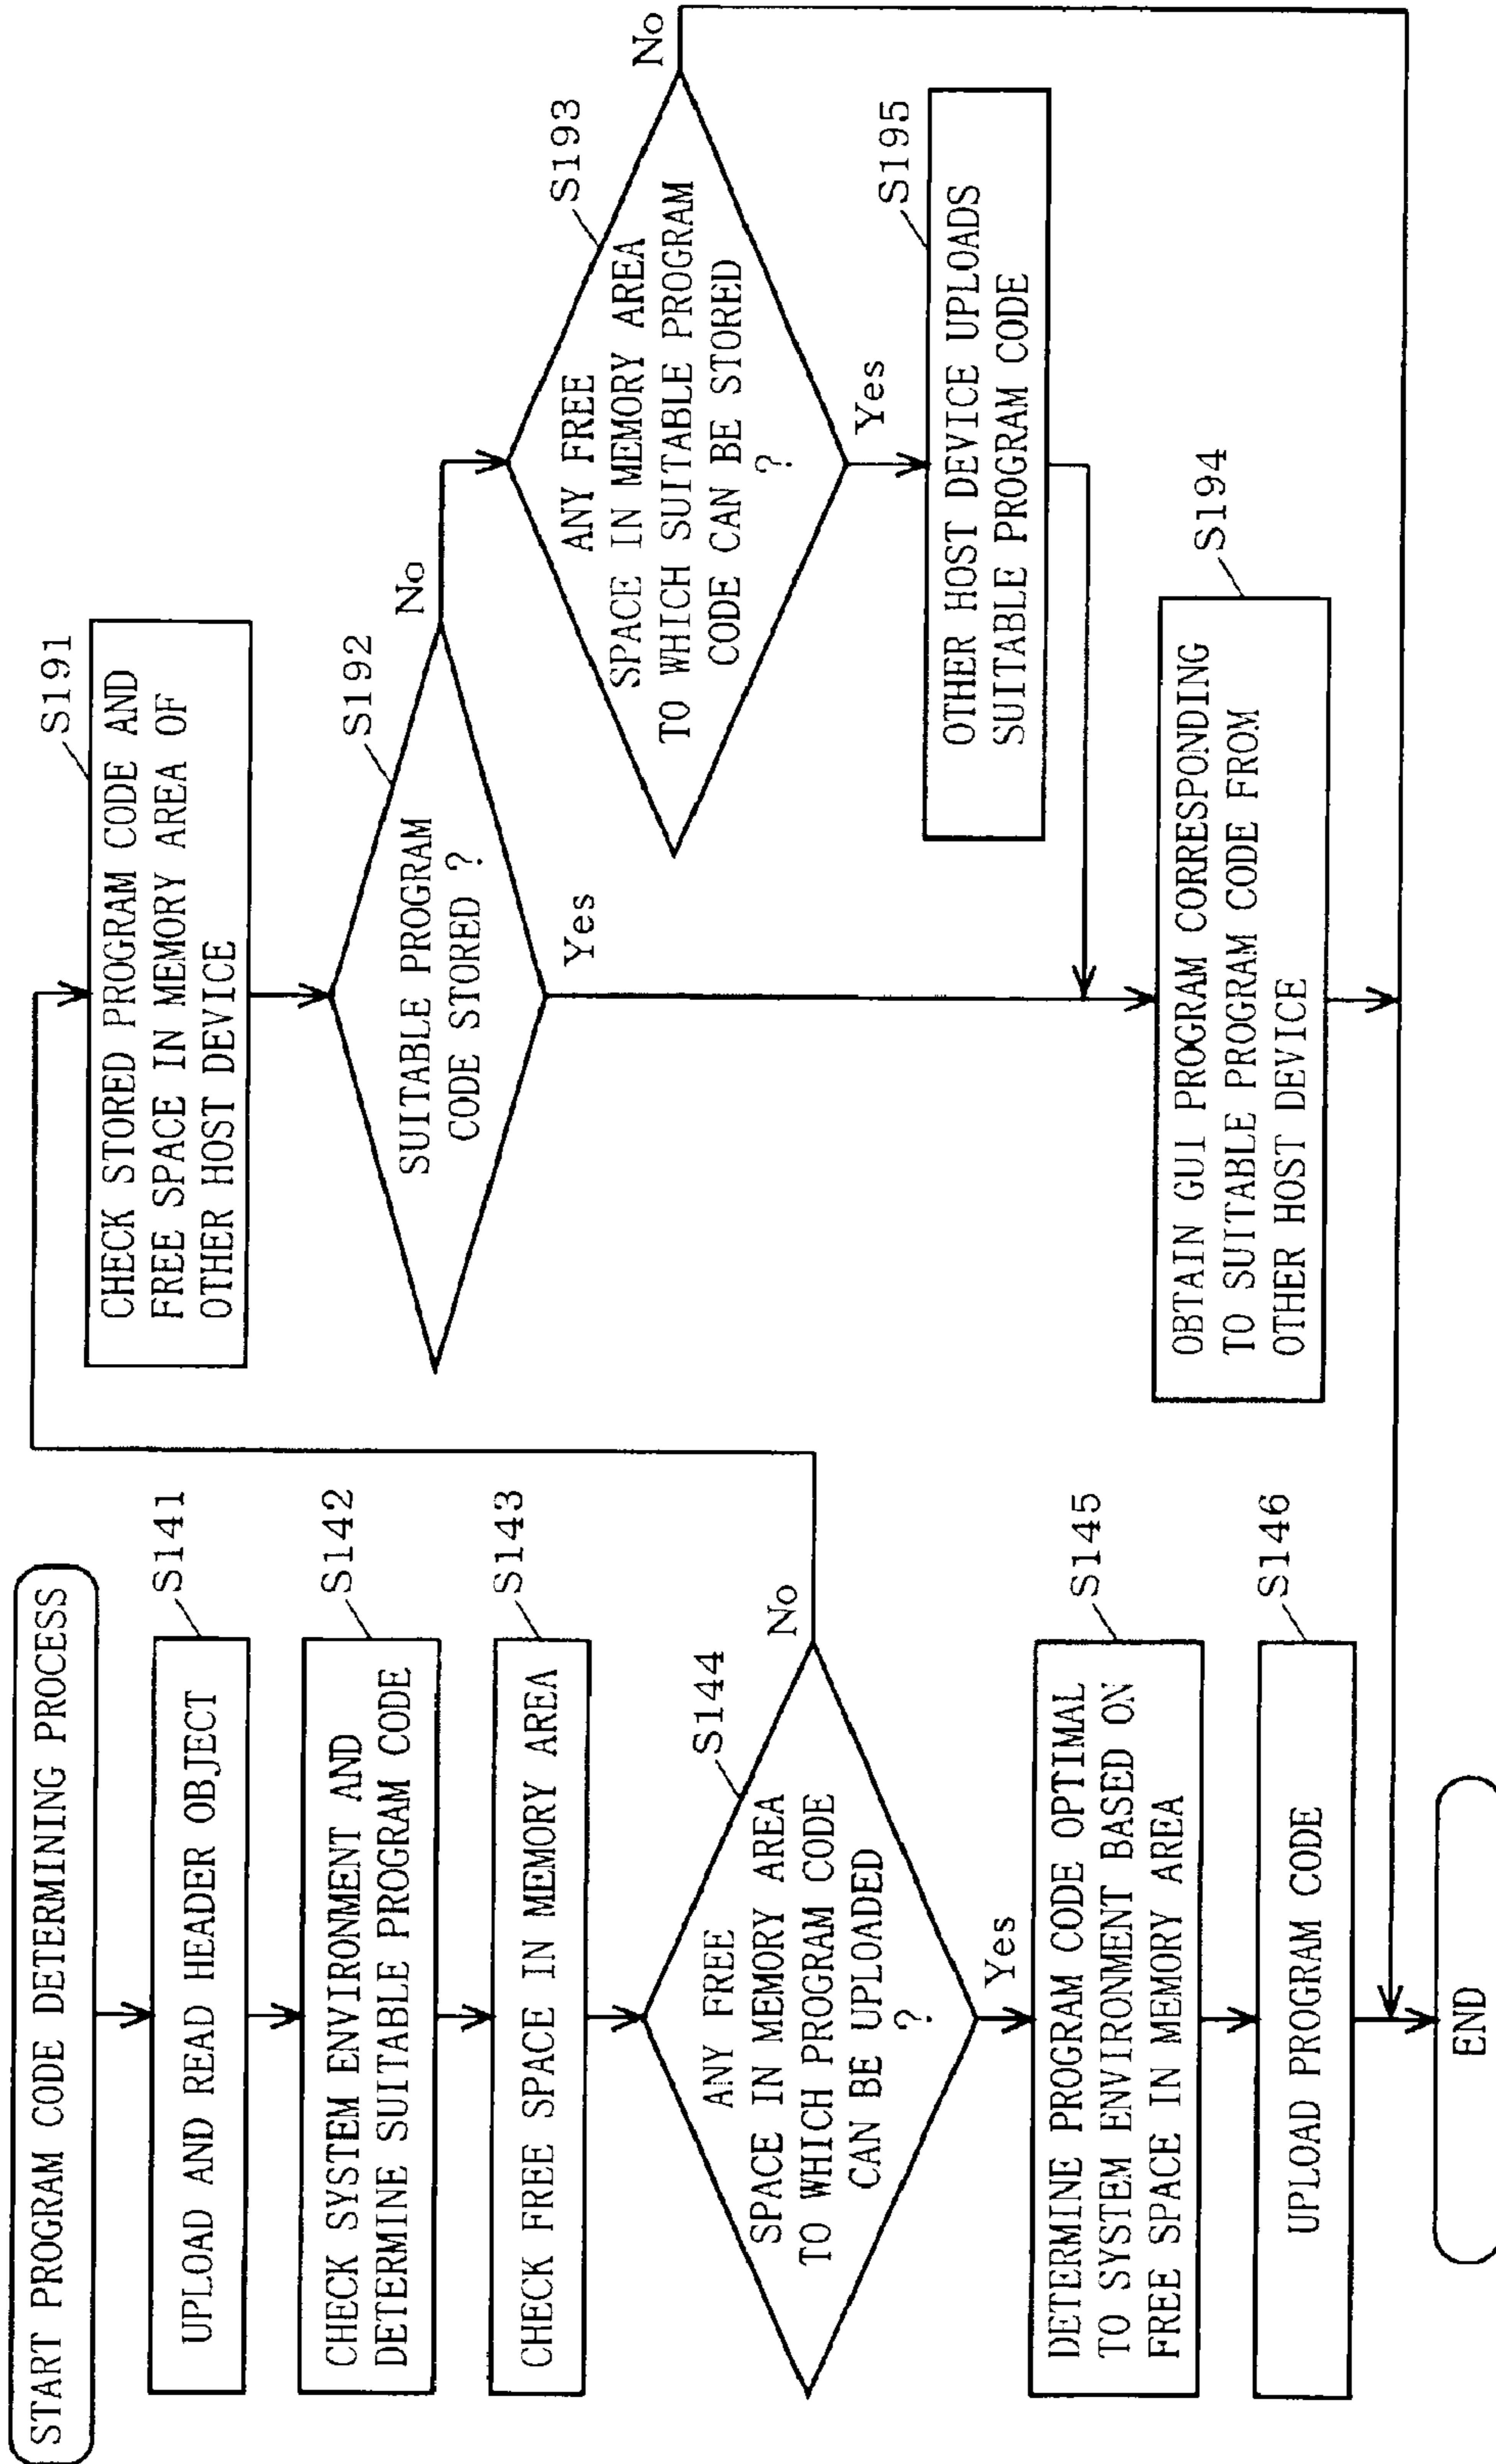 START PROGRAM CODE DETERMINING PROCESS
S141
UPLOAD AND READ HEADER OBJECT
S142
CHECK SYSTEM ENVIRONMENT AND
DETERMINE SUITABLE PROGRAM CODE
S143
CHECK FREE SPACE IN MEMORY AREA
S144
ANY FREE
SPACE IN MEMORY AREA
TO WHICH PROGRAM CODE
CAN BE UPLOADED
?
No
Yes
S145
DETERMINE PROGRAM CODE OPTIMAL
TO SYSTEM ENVIRONMENT BASED ON
FREE SPACE IN MEMORY AREA
S146
UPLOAD PROGRAM CODE
END
S191
CHECK STORED PROGRAM CODE AND
FREE SPACE IN MEMORY AREA OF
OTHER HOST DEVICE
S192
SUITABLE PROGRAM
CODE STORED ?
No
Yes
S193
ANY FREE
SPACE IN MEMORY AREA
TO WHICH SUITABLE PROGRAM
CODE CAN BE STORED
?
No
Yes
S195
OTHER HOST DEVICE UPLOADS
SUITABLE PROGRAM CODE
S194
OBTAIN GUI PROGRAM CORRESPONDING
TO SUITABLE PROGRAM CODE FROM
OTHER HOST DEVICE